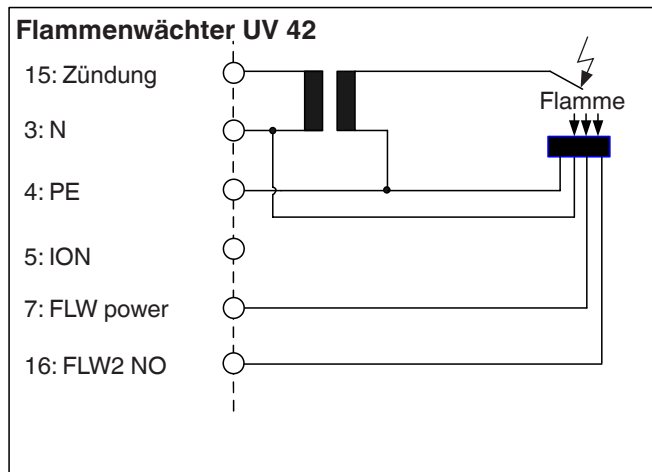 Flammenwächter UV 42
15: Zündung
Flamme
3: N
4: PE
5: ION
7: FLW power
16: FLW2 NO